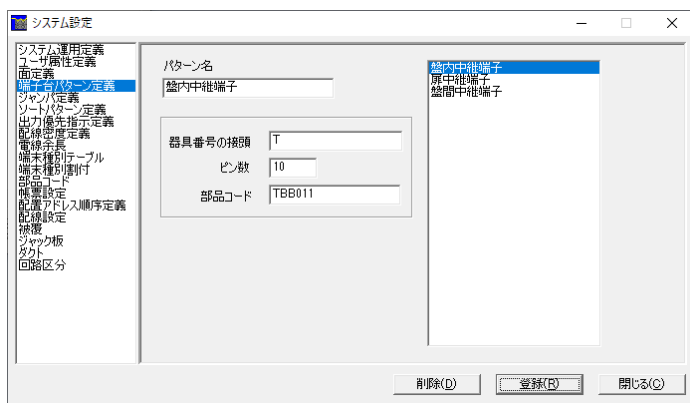 システム設定
システム運用定義
ユーザ属性定義
面定義
端子台パターン定義
ジャンパ定義
ソートパターン定義
出力優先指示定義
配線密度定義
電線余長
端末種別テーブル
端末種別割付
部品コード
帳票設定
配置アドレス順序定義
配線設定
被覆
ジャック板
ダクト
回路区分
パターン名
盤内中継端子
器具番号の接頭 T
ピン数 10
部品コード TBB011
盤内中継端子
扉中継端子
盤間中継端子
削除(D)
登録(R)
閉じる(C)